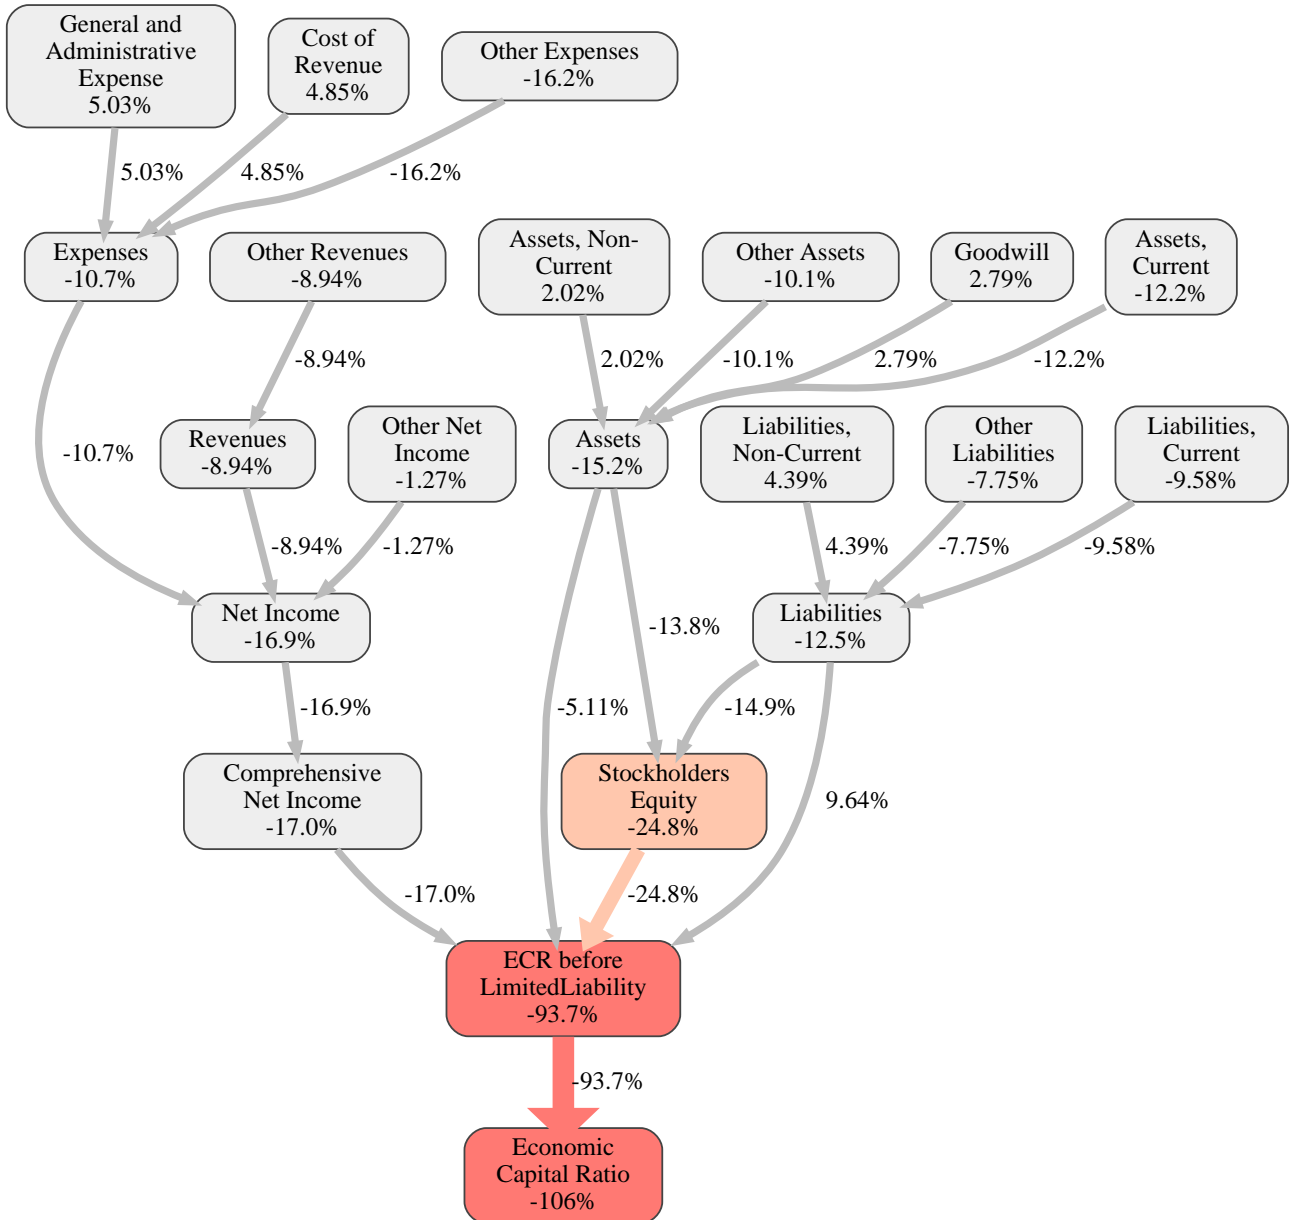 General and
Administrative
Expense
5.03%
Cost of
Revenue
4.85%
Other Expenses
-16.2%
5.03%
4.85%
-16.2%
Expenses
-10.7%
Other Revenues
-8.94%
Assets, Non-
Current
2.02%
Other Assets
-10.1%
Goodwill
2.79%
Assets,
Current
-12.2%
-8.94%
2.02%
-10.1%
2.79%
-12.2%
-10.7%
Revenues
-8.94%
Other Net
Income
-1.27%
Assets
-15.2%
Liabilities,
Non-Current
4.39%
Other
Liabilities
-7.75%
Liabilities,
Current
-9.58%
-8.94%
-1.27%
4.39%
-7.75%
-9.58%
Net Income
-16.9%
-13.8%
Liabilities
-12.5%
-16.9%
-5.11%
-14.9%
Comprehensive
Net Income
-17.0%
Stockholders
Equity
-24.8%
9.64%
-17.0%
-24.8%
ECR before
LimitedLiability
-93.7%
-93.7%
Economic
Capital Ratio
-106%